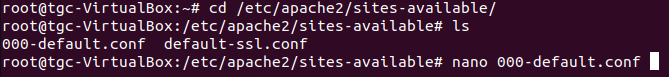 root@tgc-VirtualBox:~# cd /etc/apache2/sites-available/
root@tgc-VirtualBox:/etc/apache2/sites-available# ls
000-default.conf  default-ssl.conf
root@tgc-VirtualBox:/etc/apache2/sites-available# nano 000-default.conf